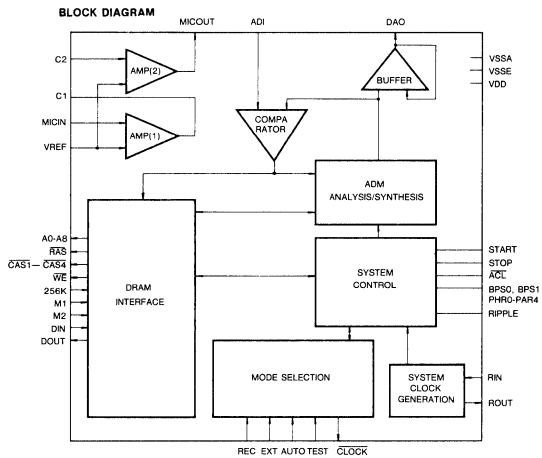 BLOCK DIAGRAM
MICOUT ADI DAO
C2
AMP(2)
C1
MICIN
AMP(1)
VREF
COMPA
RATOR
BUFFER
VSSA
VSSE
VDD
ADM
ANALYSIS/SYNTHESIS
A0-A8
RAS
CAS1–CAS4
WE
256K
M1
M2
DIN
DOUT
DRAM
INTERFACE
SYSTEM
CONTROL
START
STOP
ACL
BPS0, BPS1
PHR0-PAR4
RIPPLE
MODE SELECTION
SYSTEM
CLOCK
GENERATION
RIN
ROUT
REC EXT AUTO TEST CLOCK